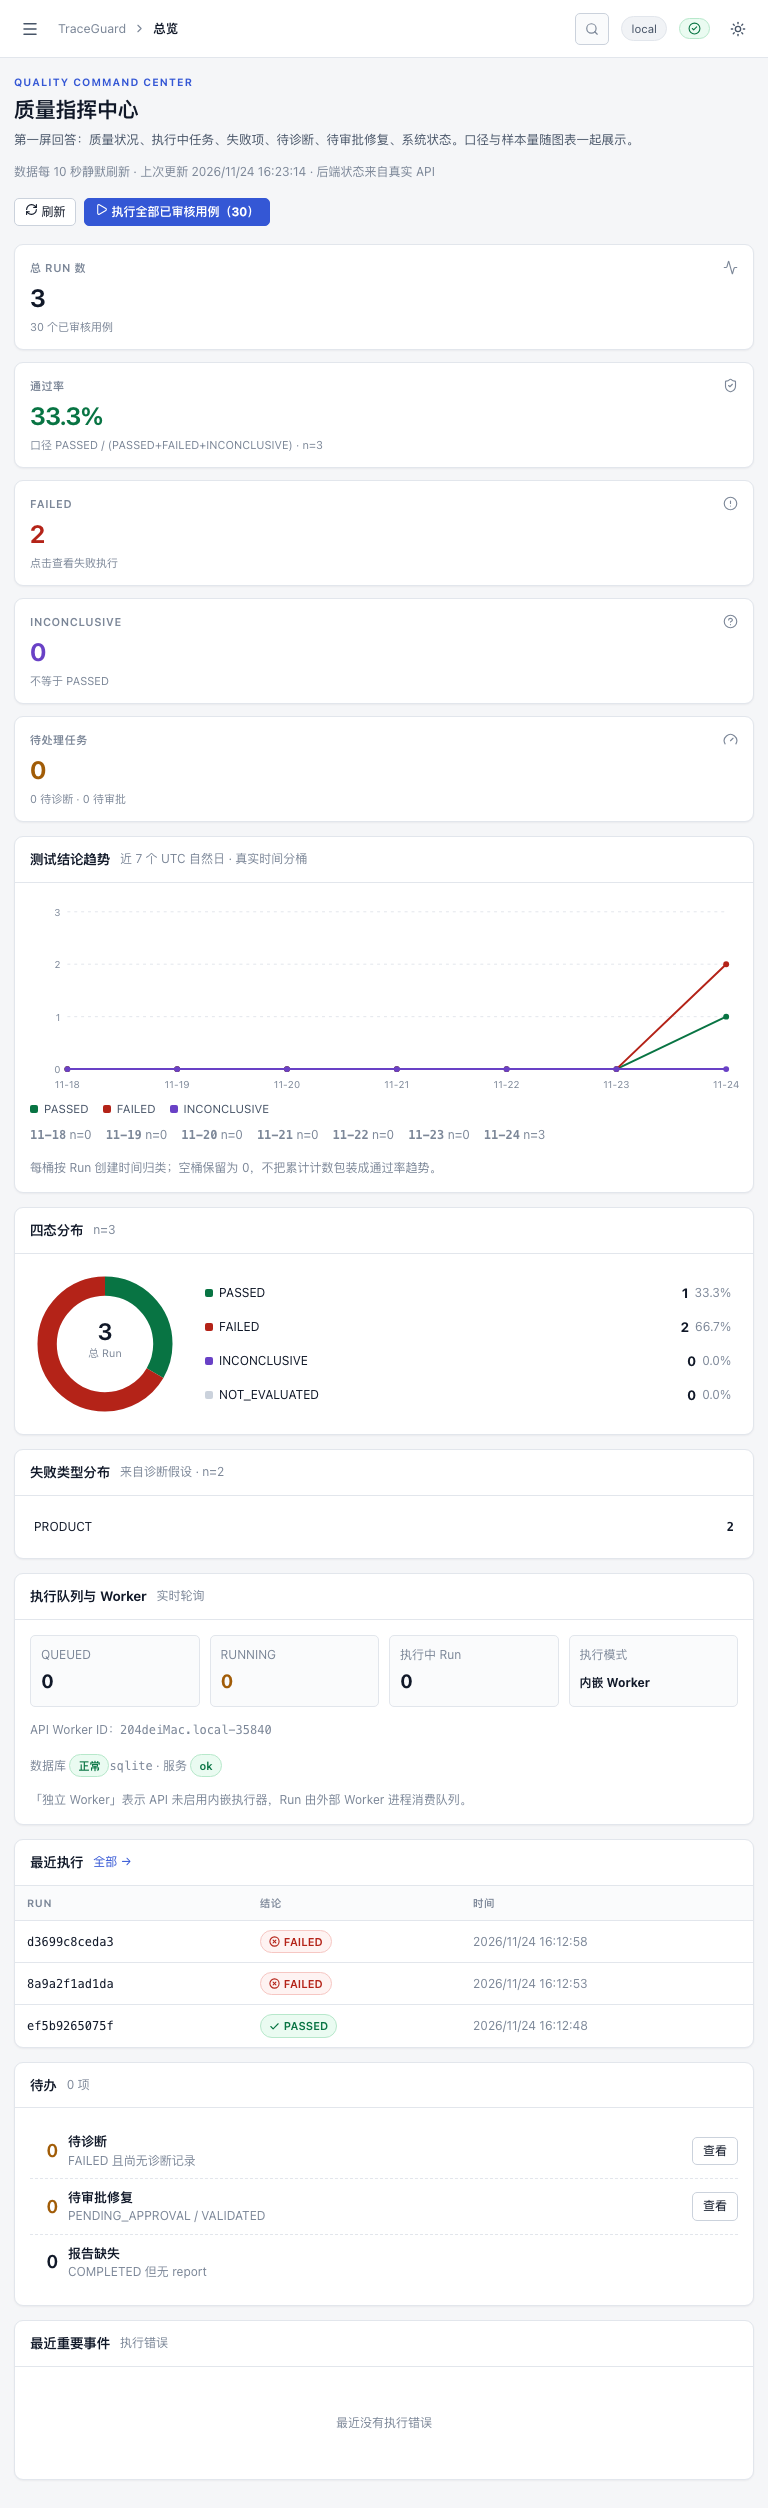 TraceGuard > 总览
local
QUALITY COMMAND CENTER
质量指挥中心
第一屏回答：质量状况、执行中任务、失败项、待诊断、待审批修复、系统状态。口径与样本量随图表一起展示。
数据每 10 秒静默刷新 · 上次更新 2026/11/24 16:23:14 · 后端状态来自真实 API
刷新
执行全部已审核用例（30）
总 RUN 数
3
30 个已审核用例
通过率
33.3%
口径 PASSED / (PASSED+FAILED+INCONCLUSIVE) · n=3
FAILED
2
点击查看失败执行
INCONCLUSIVE
0
不等于 PASSED
待处理任务
0
0 待诊断 · 0 待审批
测试结论趋势 近 7 个 UTC 自然日 · 真实时间分桶
3
2
1
0
11-18 11-19 11-20 11-21 11-22 11-23 11-24
PASSED FAILED INCONCLUSIVE
11-18 n=0 11-19 n=0 11-20 n=0 11-21 n=0 11-22 n=0 11-23 n=0 11-24 n=3
每桶按 Run 创建时间归类；空桶保留为 0，不把累计计数包装成通过率趋势。
四态分布 n=3
3
总 Run
PASSED 1 33.3%
FAILED 2 66.7%
INCONCLUSIVE 0 0.0%
NOT_EVALUATED 0 0.0%
失败类型分布 来自诊断假设 · n=2
PRODUCT 2
执行队列与 Worker 实时轮询
QUEUED
0
RUNNING
0
执行中 Run
0
执行模式
内嵌 Worker
API Worker ID：204deiMac.local-35840
数据库 正常 sqlite · 服务 ok
「独立 Worker」表示 API 未启用内嵌执行器，Run 由外部 Worker 进程消费队列。
最近执行 全部 →
RUN 结论 时间
d3699c8ceda3 FAILED 2026/11/24 16:12:58
8a9a2f1ad1da FAILED 2026/11/24 16:12:53
ef5b9265075f PASSED 2026/11/24 16:12:48
待办 0 项
0 待诊断
FAILED 且尚无诊断记录
查看
0 待审批修复
PENDING_APPROVAL / VALIDATED
查看
0 报告缺失
COMPLETED 但无 report
最近重要事件 执行错误
最近没有执行错误